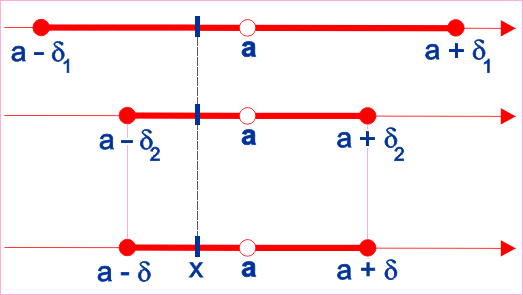 a - δ₁ a a + δ₁
a - δ₂ a a + δ₂
a - δ x a a + δ